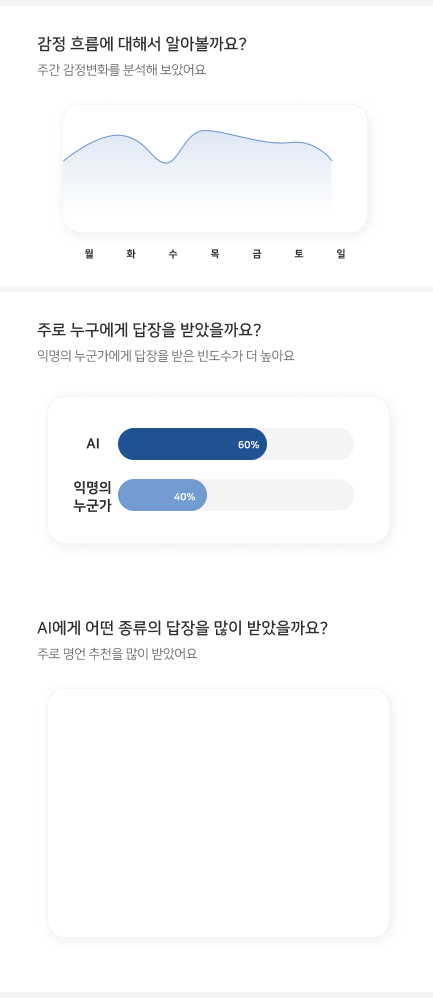 감정 흐름에 대해서 알아볼까요?
주간 감정변화를 분석해 보았어요
월 화 수 목 금 토 일
주로 누구에게 답장을 받았을까요?
익명의 누군가에게 답장을 받은 빈도수가 더 높아요
AI 60%
익명의
누군가 40%
AI에게 어떤 종류의 답장을 많이 받았을까요?
주로 명언 추천을 많이 받았어요